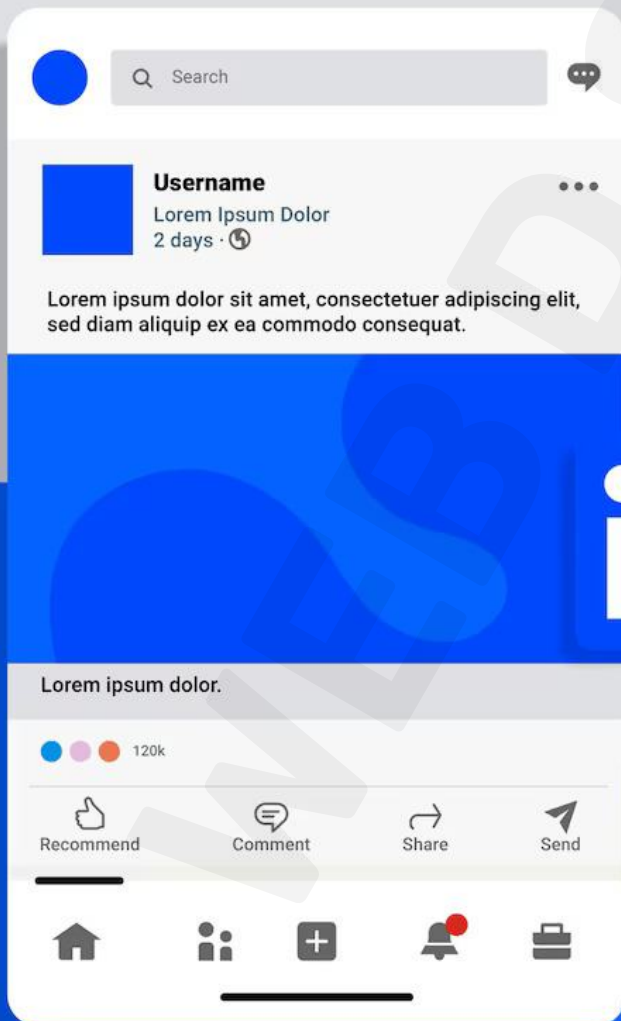 Search
Username
Lorem Ipsum Dolor
2 days ·
Lorem ipsum dolor sit amet, consectetuer adipiscing elit,
sed diam aliquip ex ea commodo consequat.
i
Lorem ipsum dolor.
120k
Recommend Comment Share Send
WEB